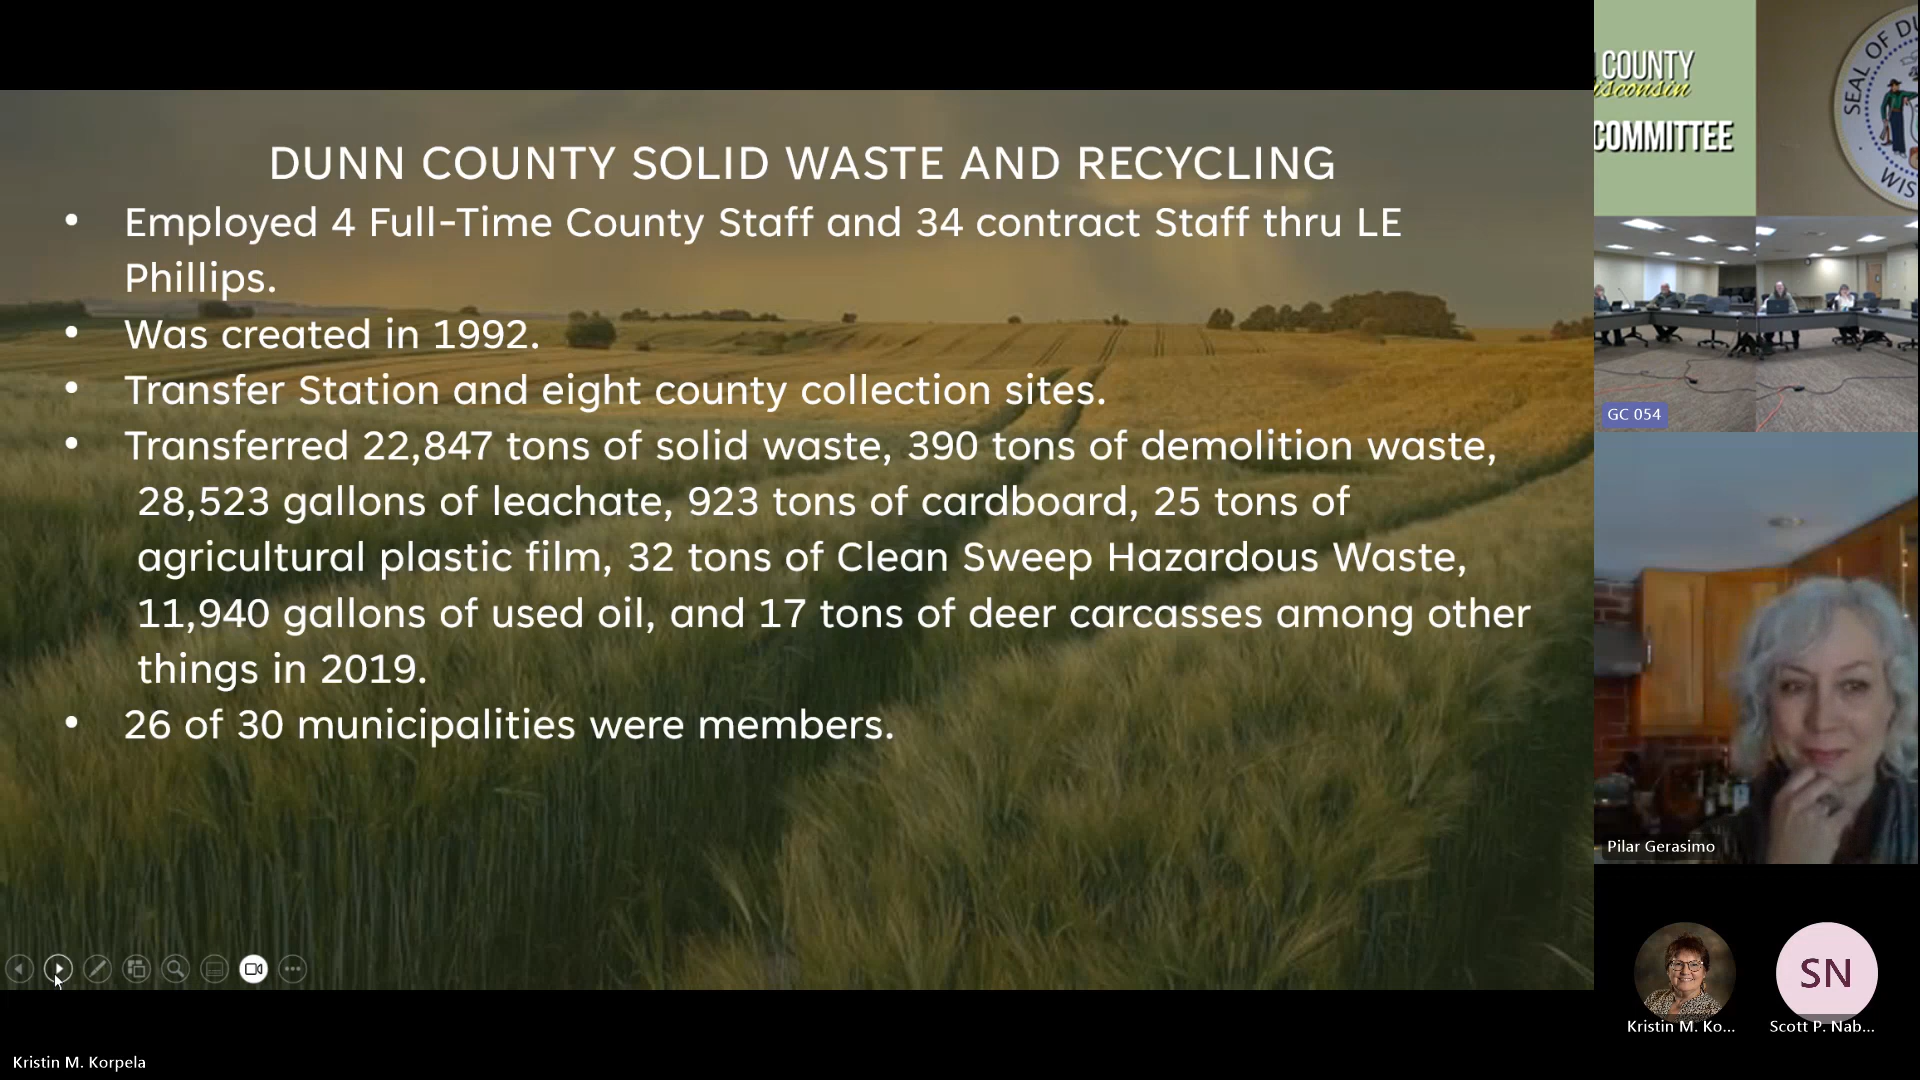 DUNN COUNTY SOLID WASTE AND RECYCLING
• Employed 4 Full-Time County Staff and 34 contract Staff thru LE
Phillips.
• Was created in 1992.
• Transfer Station and eight county collection sites.
• Transferred 22,847 tons of solid waste, 390 tons of demolition waste,
28,523 gallons of leachate, 923 tons of cardboard, 25 tons of
agricultural plastic film, 32 tons of Clean Sweep Hazardous Waste,
11,940 gallons of used oil, and 17 tons of deer carcasses among other
things in 2019.
• 26 of 30 municipalities were members.
Kristin M. Korpela
COUNTY
isconsin
COMMITTEE
SEAL OF DU
WIS
GC 054
Pilar Gerasimo
SN
Kristin M. Ko...
Scott P. Nab...